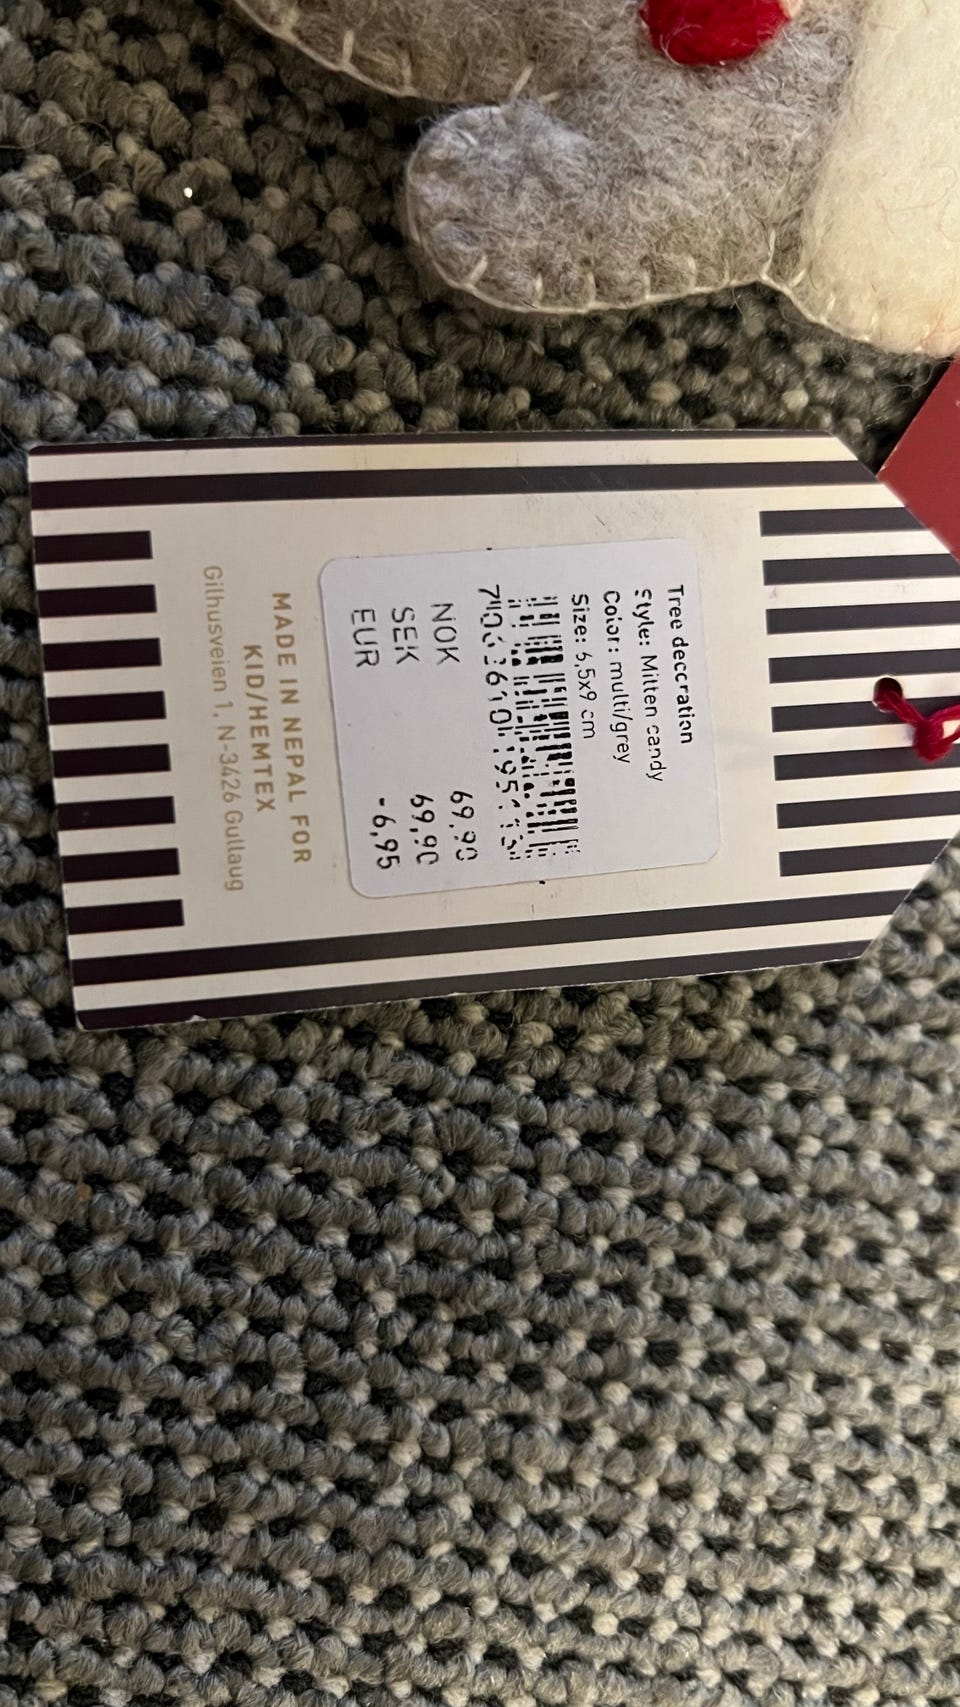 Tree decoration
Style: Mitten candy
Color: multi/grey
Size: 6,5x9 cm
NOK 69,90
SEK 69,90
EUR -6,95
MADE IN NEPAL FOR
KID/HEMTEX
Gilhusveien 1, N-3426 Gullaug